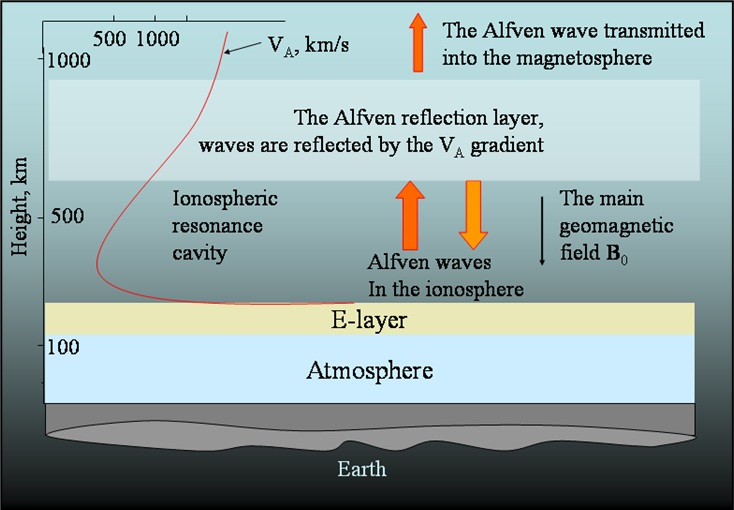 500 1000
V_A, km/s
The Alfven wave transmitted
into the magnetosphere
1000
The Alfven reflection layer,
waves are reflected by the V_A gradient
Height, km
500
Ionospheric
resonance
cavity
The main
geomagnetic
field B_0
Alfven waves
In the ionosphere
E-layer
100
Atmosphere
Earth